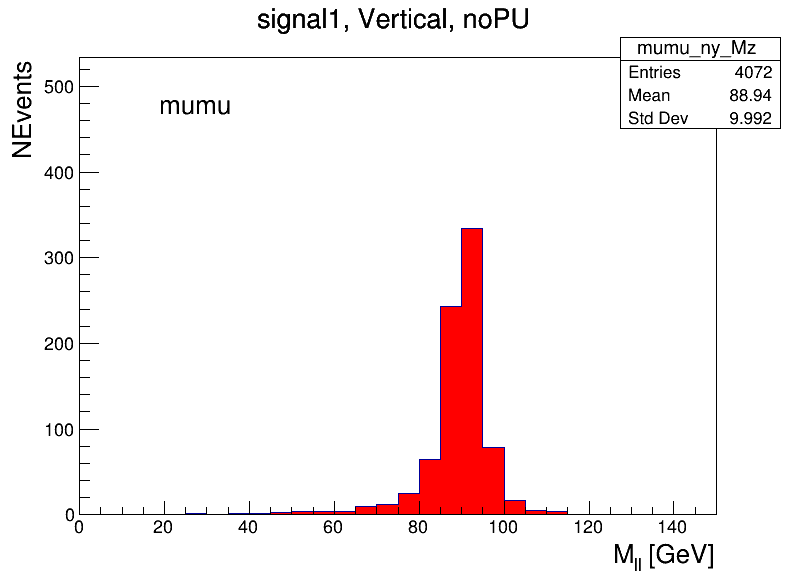 signal1, Vertical, noPU
mumu_ny_Mz
Entries 4072
Mean 88.94
Std Dev 9.992
NEvents
mumu
500
400
300
200
100
0
0 20 40 60 80 100 120 140
M_ll [GeV]